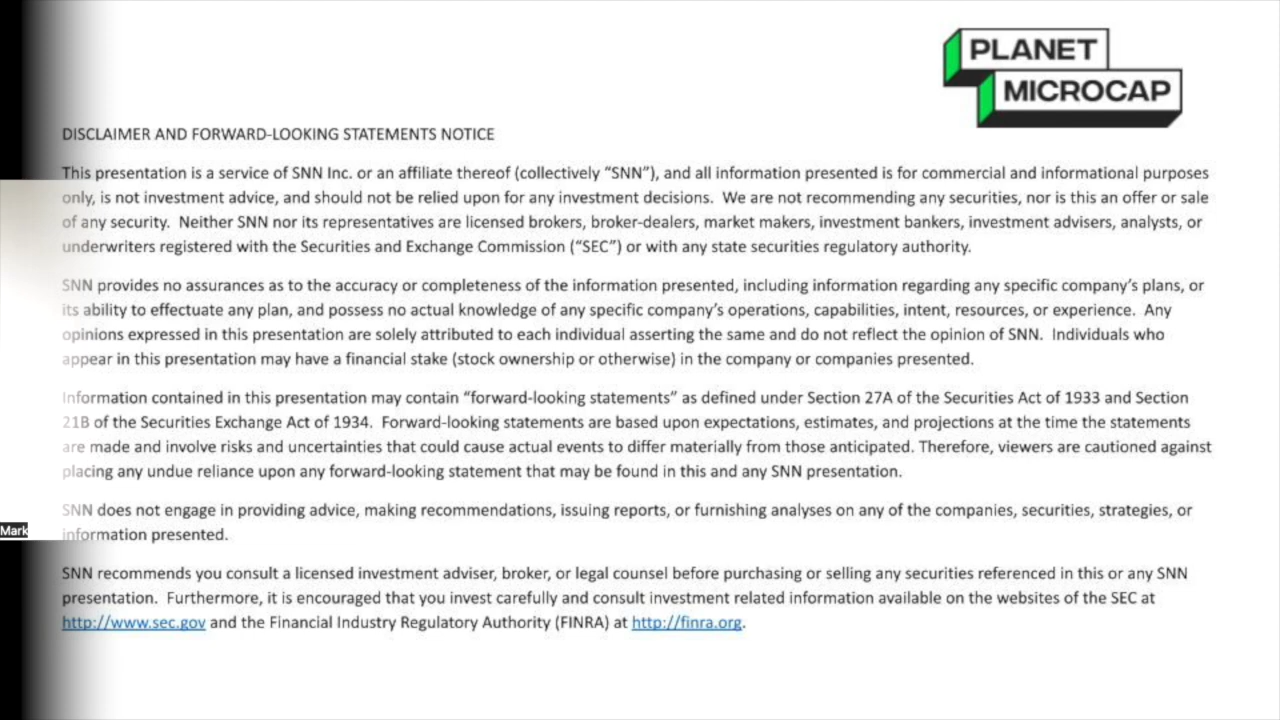 PLANET
MICROCAP
DISCLAIMER AND FORWARD-LOOKING STATEMENTS NOTICE
This presentation is a service of SNN Inc. or an affiliate thereof (collectively “SNN”), and all information presented is for commercial and informational purposes
only, is not investment advice, and should not be relied upon for any investment decisions.  We are not recommending any securities, nor is this an offer or sale
of any security.  Neither SNN nor its representatives are licensed brokers, broker-dealers, market makers, investment bankers, investment advisers, analysts, or
underwriters registered with the Securities and Exchange Commission (“SEC”) or with any state securities regulatory authority.
SNN provides no assurances as to the accuracy or completeness of the information presented, including information regarding any specific company’s plans, or
its ability to effectuate any plan, and possess no actual knowledge of any specific company’s operations, capabilities, intent, resources, or experience.  Any
opinions expressed in this presentation are solely attributed to each individual asserting the same and do not reflect the opinion of SNN.  Individuals who
appear in this presentation may have a financial stake (stock ownership or otherwise) in the company or companies presented.
Information contained in this presentation may contain “forward-looking statements” as defined under Section 27A of the Securities Act of 1933 and Section
21B of the Securities Exchange Act of 1934.  Forward-looking statements are based upon expectations, estimates, and projections at the time the statements
are made and involve risks and uncertainties that could cause actual events to differ materially from those anticipated. Therefore, viewers are cautioned against
placing any undue reliance upon any forward-looking statement that may be found in this and any SNN presentation.
SNN does not engage in providing advice, making recommendations, issuing reports, or furnishing analyses on any of the companies, securities, strategies, or
Mark
information presented.
SNN recommends you consult a licensed investment adviser, broker, or legal counsel before purchasing or selling any securities referenced in this or any SNN
presentation.  Furthermore, it is encouraged that you invest carefully and consult investment related information available on the websites of the SEC at
http://www.sec.gov and the Financial Industry Regulatory Authority (FINRA) at http://finra.org.